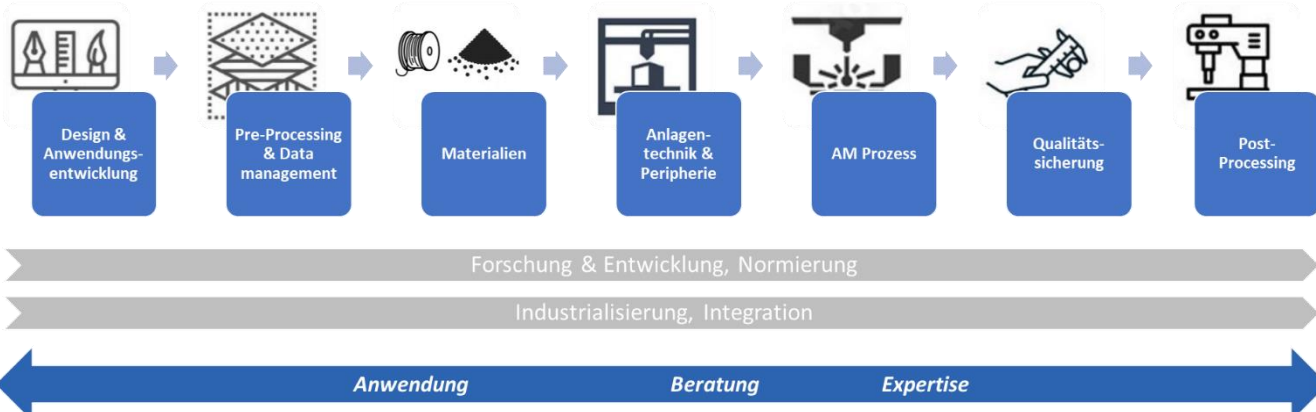 Design &
Anwendungs-
entwicklung
Pre-Processing
& Data
management
Materialien
Anlagen-
technik &
Peripherie
AM Prozess
Qualitäts-
sicherung
Post-
Processing
Forschung & Entwicklung, Normierung
Industrialisierung, Integration
Anwendung Beratung Expertise